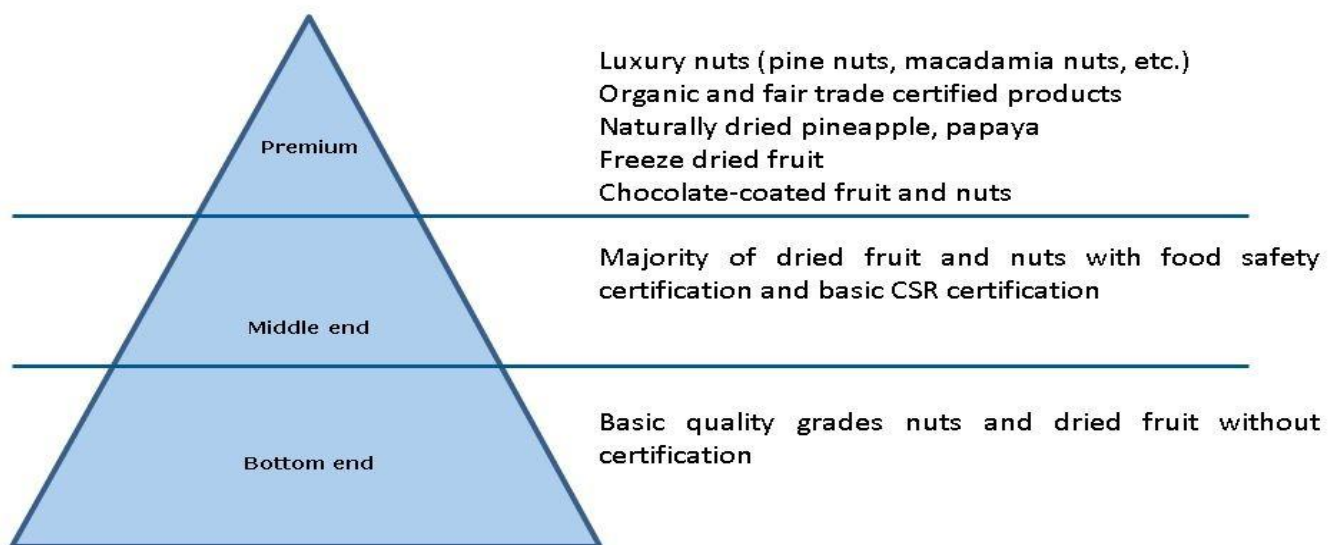 Luxury nuts (pine nuts, macadamia nuts, etc.)
Organic and fair trade certified products
Naturally dried pineapple, papaya
Premium
Freeze dried fruit
Chocolate-coated fruit and nuts
Majority of dried fruit and nuts with food safety
certification and basic CSR certification
Middle end
Basic quality grades nuts and dried fruit without
certification
Bottom end